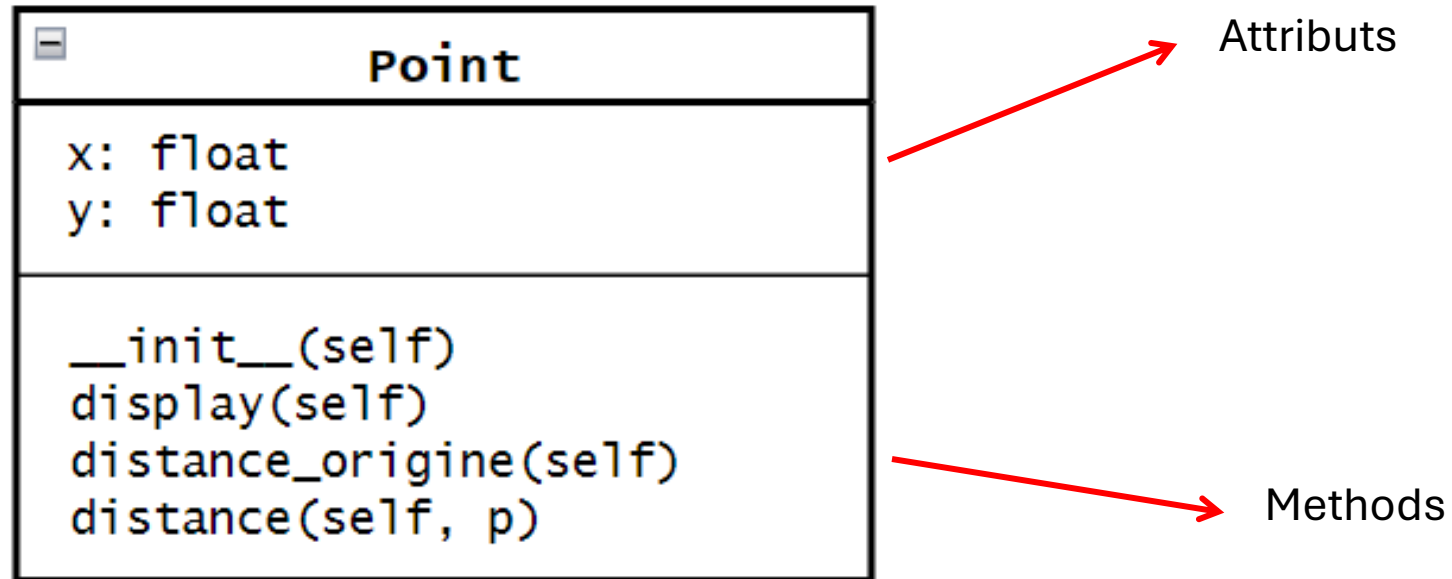 Point
Attributs
x: float
y: float
__init__(self)
display(self)
distance_origine(self)
distance(self, p)
Methods